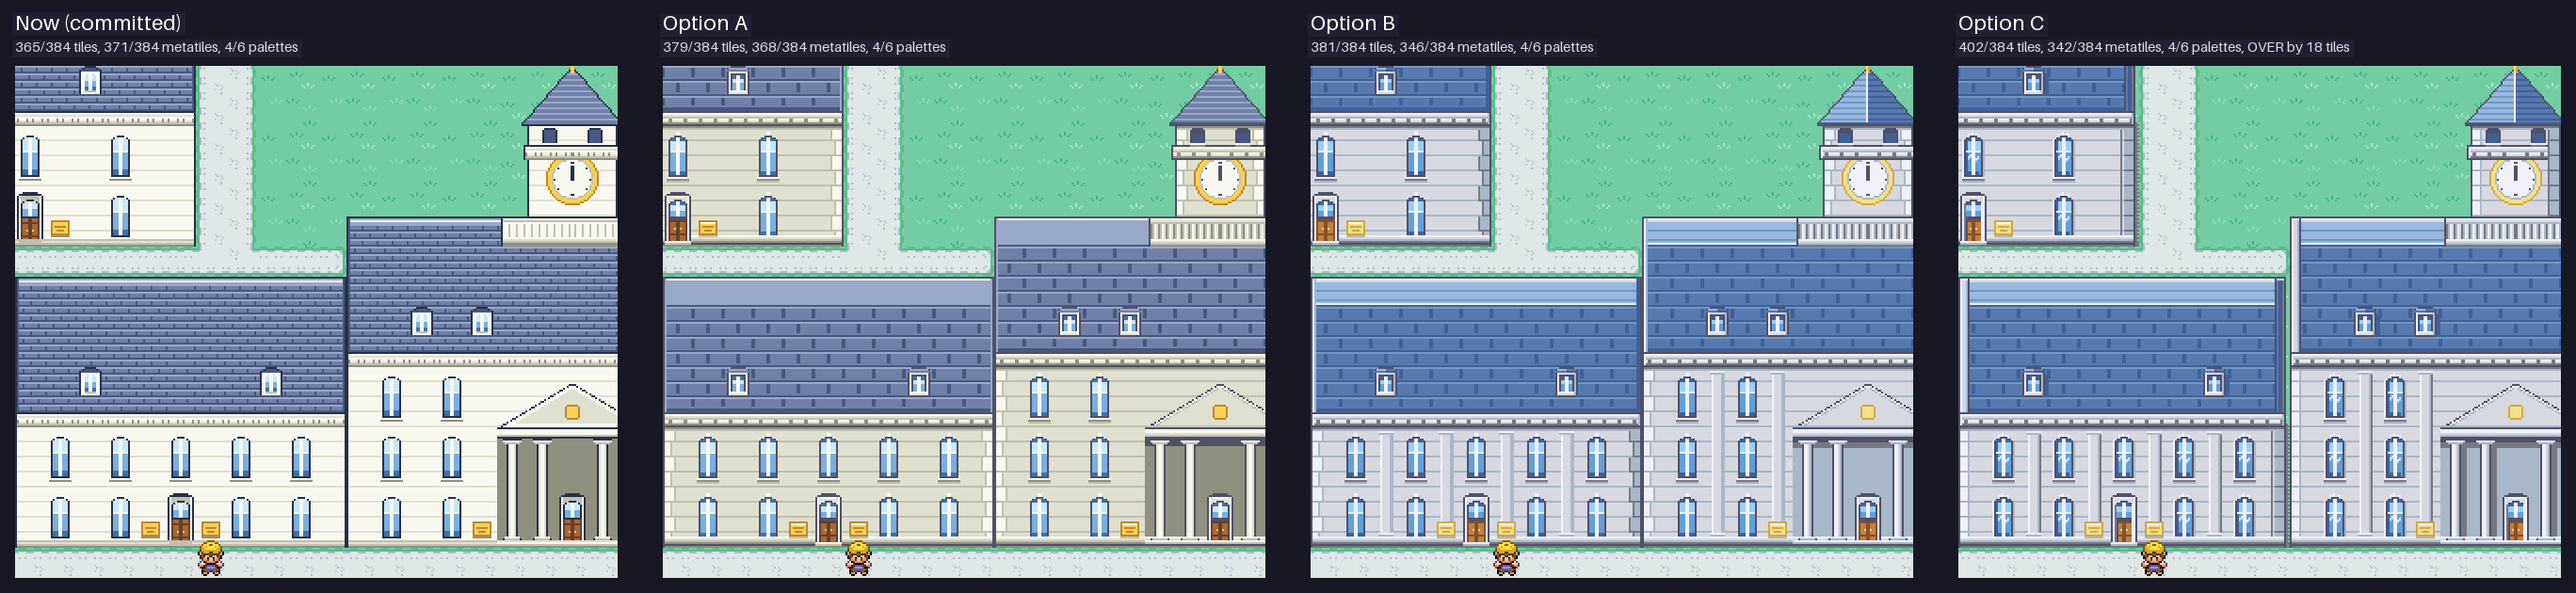 Now (committed)
365/384 tiles, 371/384 metatiles, 4/6 palettes
Option A
379/384 tiles, 368/384 metatiles, 4/6 palettes
Option B
381/384 tiles, 346/384 metatiles, 4/6 palettes
Option C
402/384 tiles, 342/384 metatiles, 4/6 palettes, OVER by 18 tiles